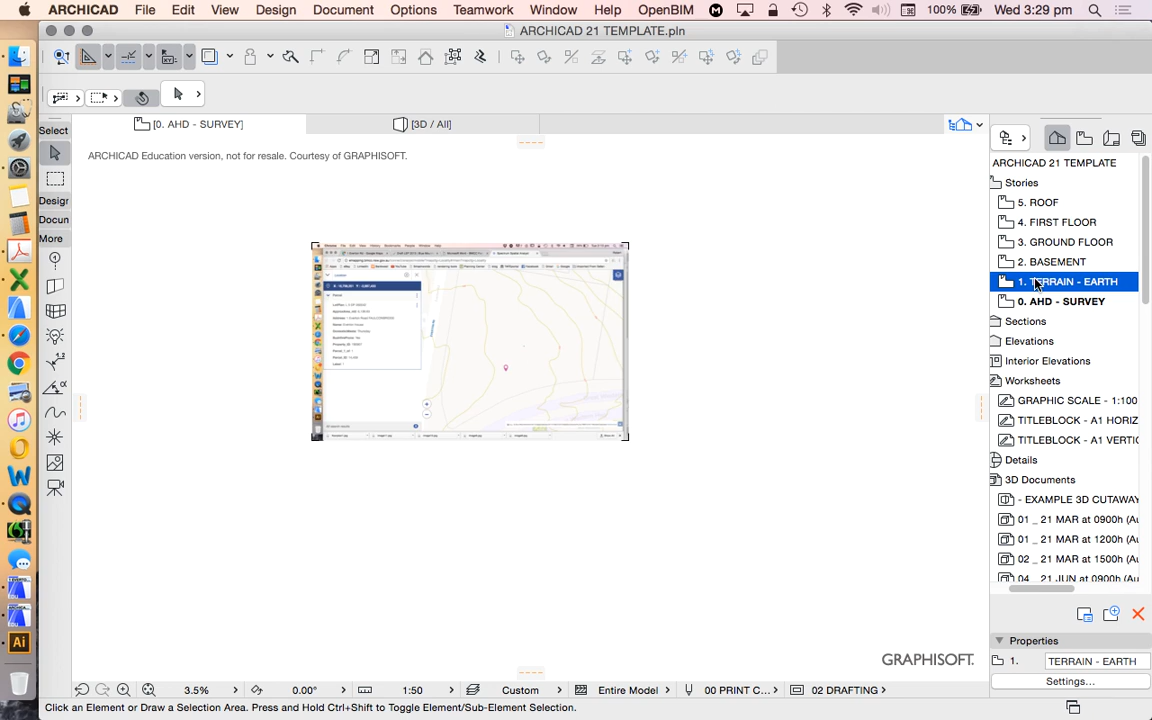 ARCHICAD File Edit View Design Document Options Teamwork Window Help OpenBIM 100% Wed 3:29 pm
ARCHICAD 21 TEMPLATE.pln
Select
Design
Docun
More
[0. AHD - SURVEY]
[3D / All]
ARCHICAD Education version, not for resale. Courtesy of GRAPHISOFT.
ARCHICAD 21 TEMPLATE
Stories
5. ROOF
4. FIRST FLOOR
3. GROUND FLOOR
2. BASEMENT
1. TERRAIN - EARTH
0. AHD - SURVEY
Sections
Elevations
Interior Elevations
Worksheets
GRAPHIC SCALE - 1:100
TITLEBLOCK - A1 HORIZ
TITLEBLOCK - A1 VERTIC
Details
3D Documents
- EXAMPLE 3D CUTAWAY
01 _ 21 MAR at 0900h (Au
01 _ 21 MAR at 1200h (Au
02 _ 21 MAR at 1500h (Au
04 _ 21 JUN at 0900h (Au
Properties
1. TERRAIN - EARTH
Settings...
GRAPHISOFT.
3.5% 0.00° 1:50 Custom Entire Model 00 PRINT C... 02 DRAFTING
Click an Element or Draw a Selection Area. Press and Hold Ctrl+Shift to Toggle Element/Sub-Element Selection.